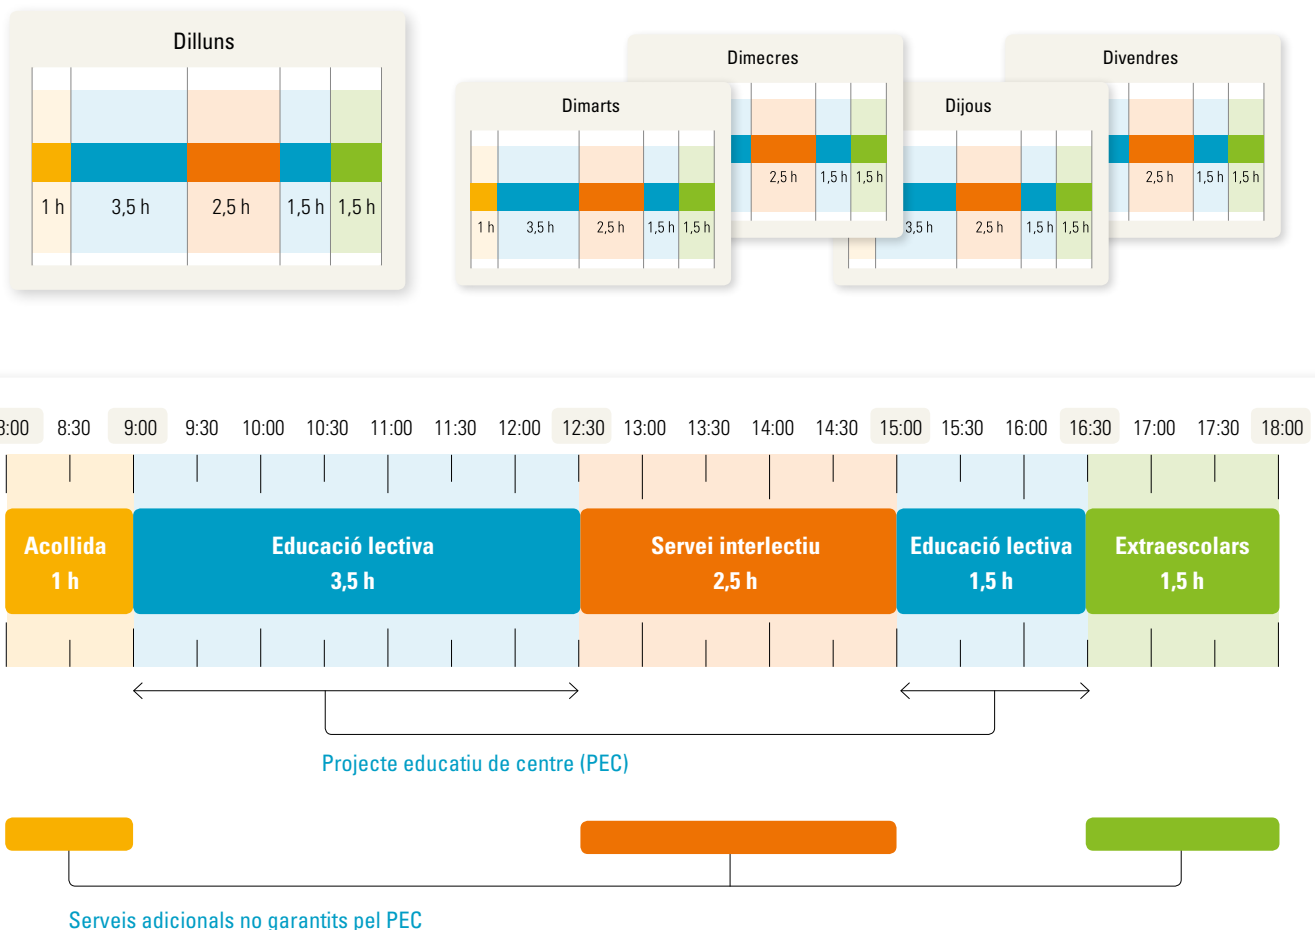 Dilluns
1 h 3,5 h 2,5 h 1,5 h 1,5 h
Dimarts
1 h 3,5 h 2,5 h 1,5 h 1,5 h
Dimecres
2,5 h 1,5 h 1,5 h
Dijous
3,5 h 2,5 h 1,5 h 1,5 h
Divendres
2,5 h 1,5 h 1,5 h
8:00 8:30 9:00 9:30 10:00 10:30 11:00 11:30 12:00 12:30 13:00 13:30 14:00 14:30 15:00 15:30 16:00 16:30 17:00 17:30 18:00
Acollida Educació lectiva Servei interlectiu Educació lectiva Extraescolars
1 h 3,5 h 2,5 h 1,5 h 1,5 h
Projecte educatiu de centre (PEC)
Serveis adicionals no garantits pel PEC